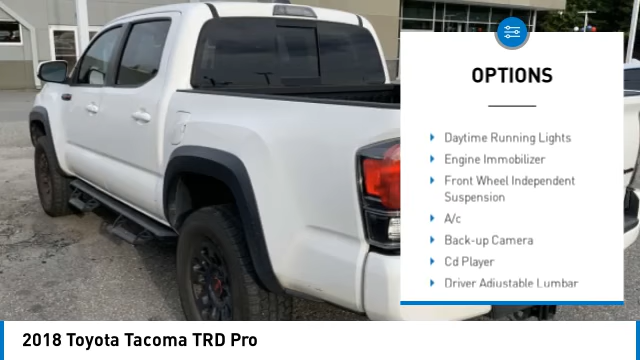 OPTIONS
Daytime Running Lights
Engine Immobilizer
Front Wheel Independent
Suspension
A/c
Back-up Camera
Cd Player
Driver Adjustable Lumbar
2018 Toyota Tacoma TRD Pro